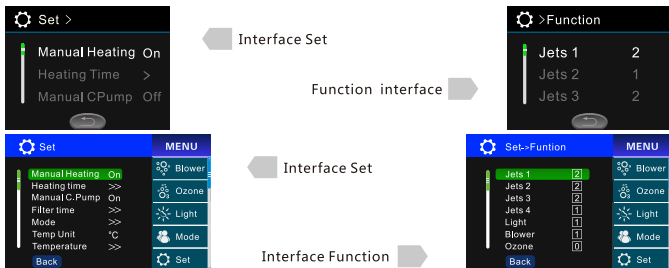 Set >
Manual Heating On
Heating Time >
Manual CPump Off
Interface Set
Function interface
>Function
Jets 1 2
Jets 2 1
Jets 3 2
Set MENU
Manual Heating On
Heating time >>
Manual C.Pump On
Filter time >>
Mode >>
Temp Unit °C
Temperature >>
Back
Blower
O3 Ozone
Light
Mode
Set
Interface Set
Interface Function
Set->Funtion MENU
Jets 1 2
Jets 2 2
Jets 3 2
Jets 4 1
Light 1
Blower 1
Ozone 0
Back
Blower
O3 Ozone
Light
Mode
Set